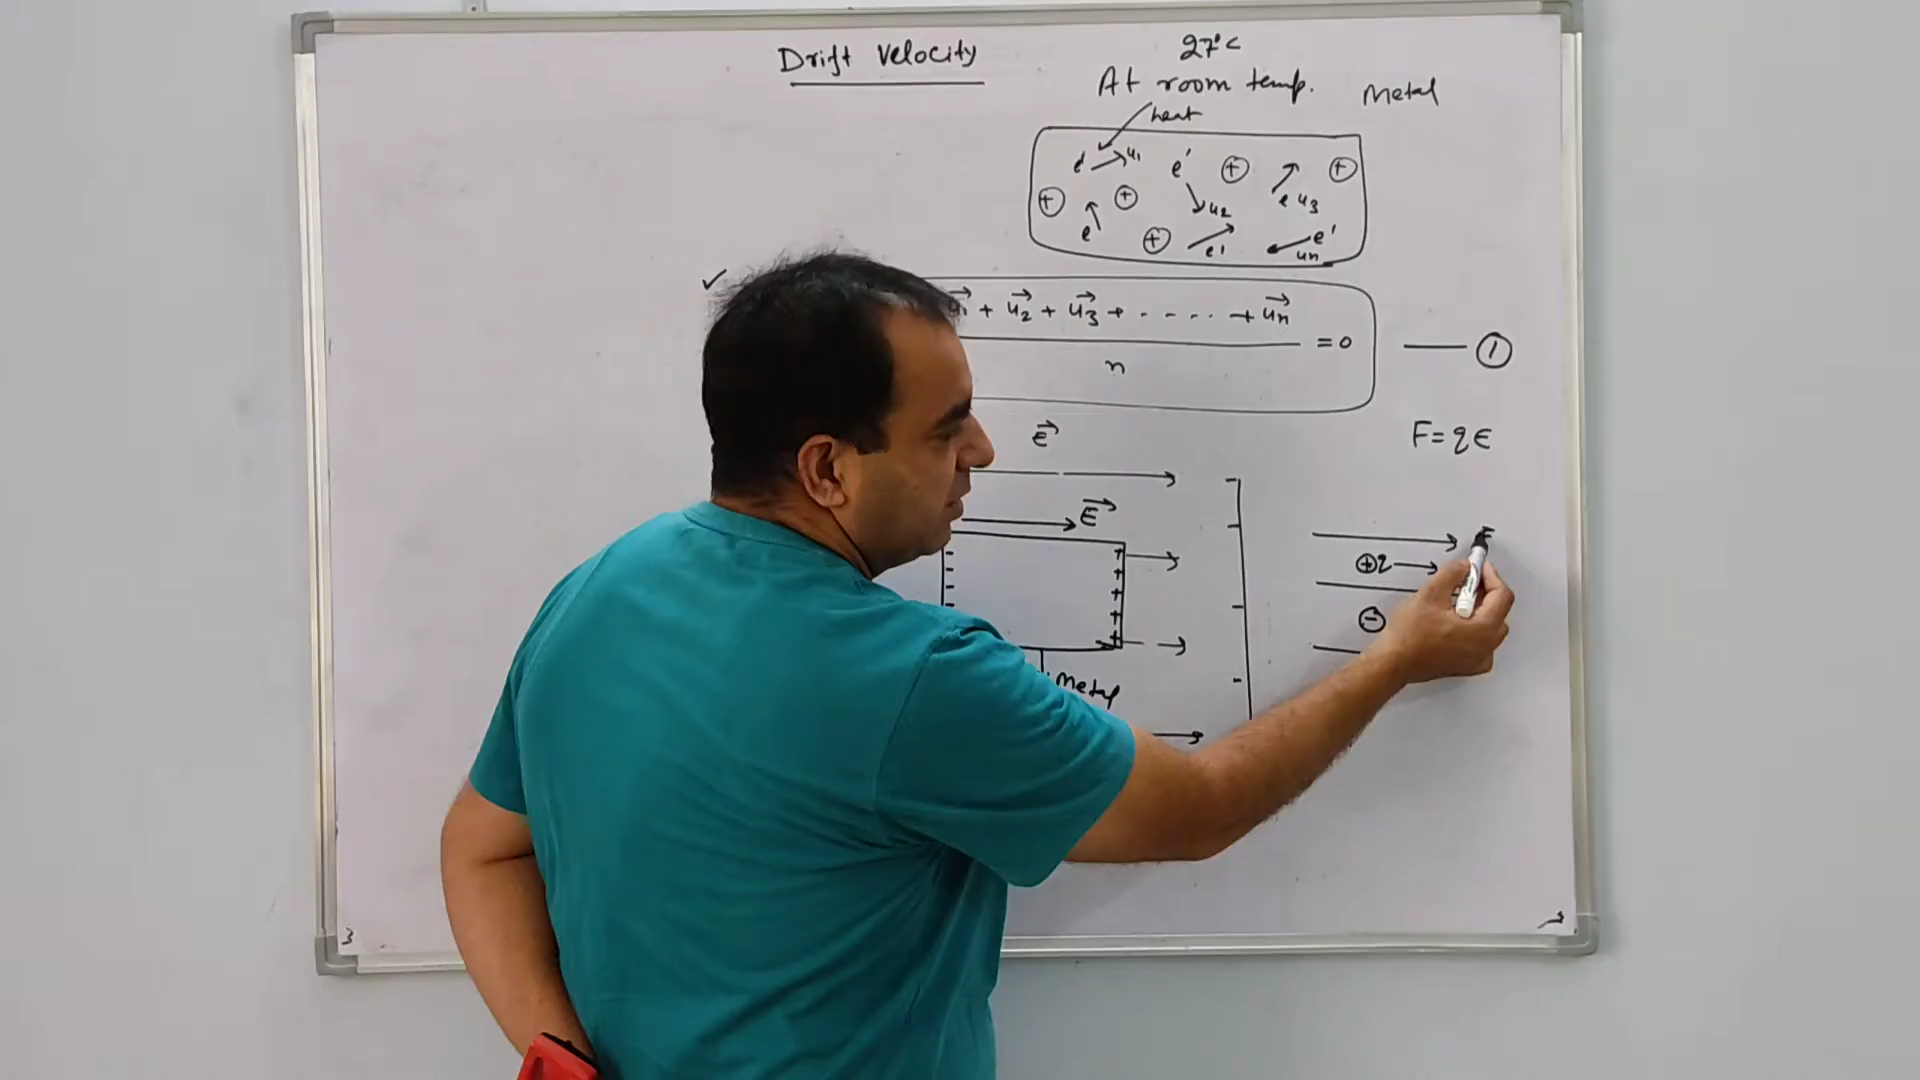 Drift Velocity
27°C
At room temp.
Metal
heat
e' u1 e' + e u3 +
+ + u2
e + e' e' un
u1 + u2 + u3 + ..... + un
= 0
n
1
E
F = qE
E
- + E
- + +q
- +
- + -
+
Metal